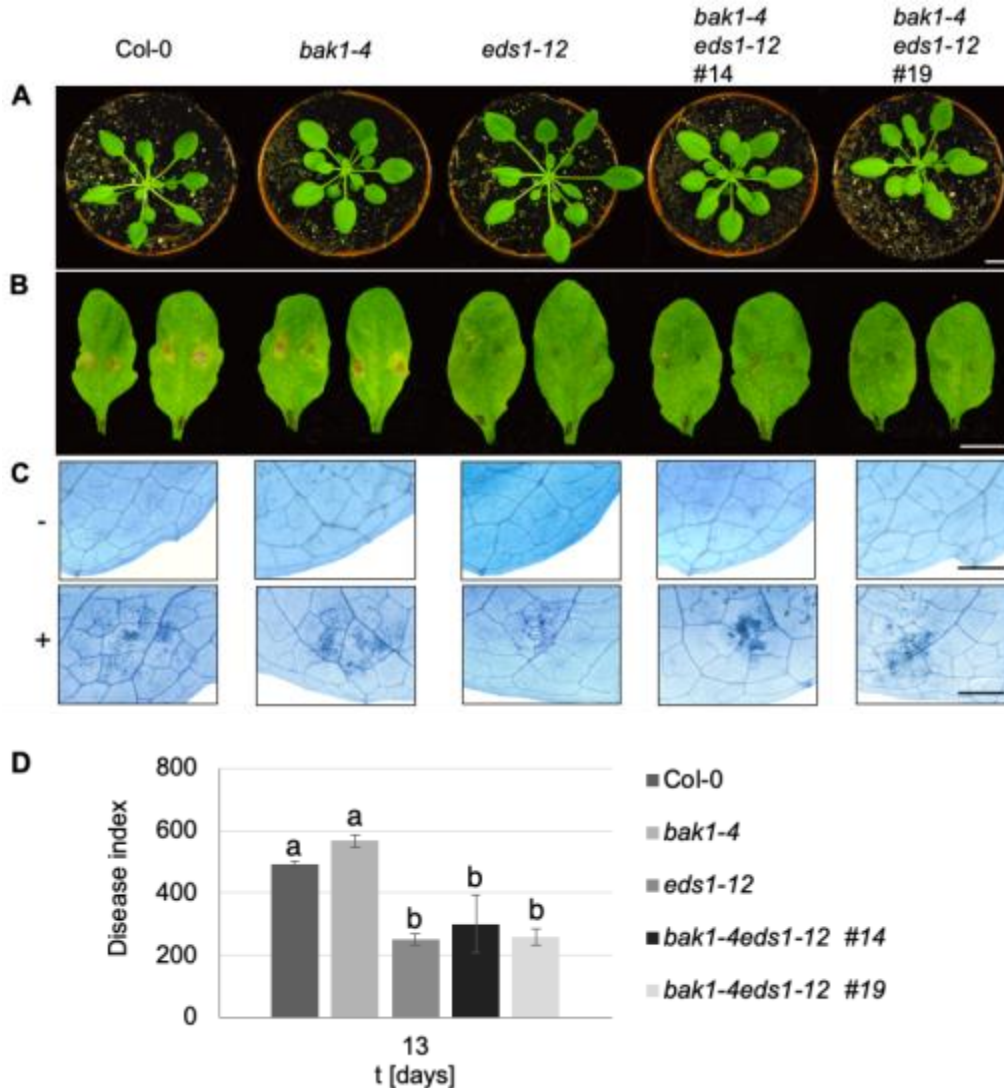 Col-0
bak1-4
eds1-12
bak1-4
eds1-12
#14
bak1-4
eds1-12
#19
A
B
C
-
+
D
Disease index
800
600
400
200
0
a
a
b
b
b
13
t [days]
Col-0
bak1-4
eds1-12
bak1-4eds1-12 #14
bak1-4eds1-12 #19